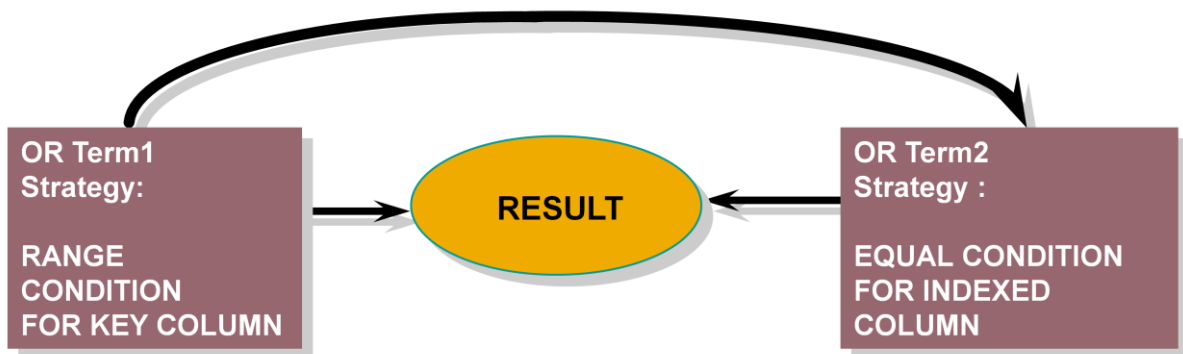 OR Term1
Strategy:
RANGE
CONDITION
FOR KEY COLUMN
RESULT
OR Term2
Strategy :
EQUAL CONDITION
FOR INDEXED
COLUMN